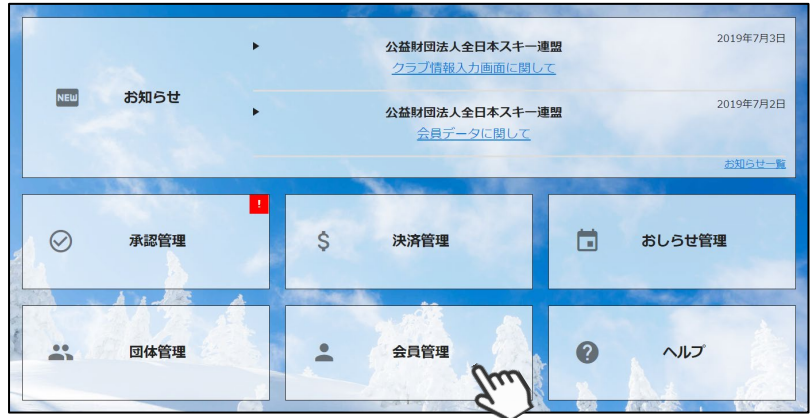 NEW
お知らせ
▶
公益財団法人全日本スキー連盟
2019年7月3日
クラブ情報入力画面に関して
▶
公益財団法人全日本スキー連盟
2019年7月2日
会員データに関して
お知らせ一覧
!
承認管理
$
決済管理
おしらせ管理
団体管理
会員管理
?
ヘルプ